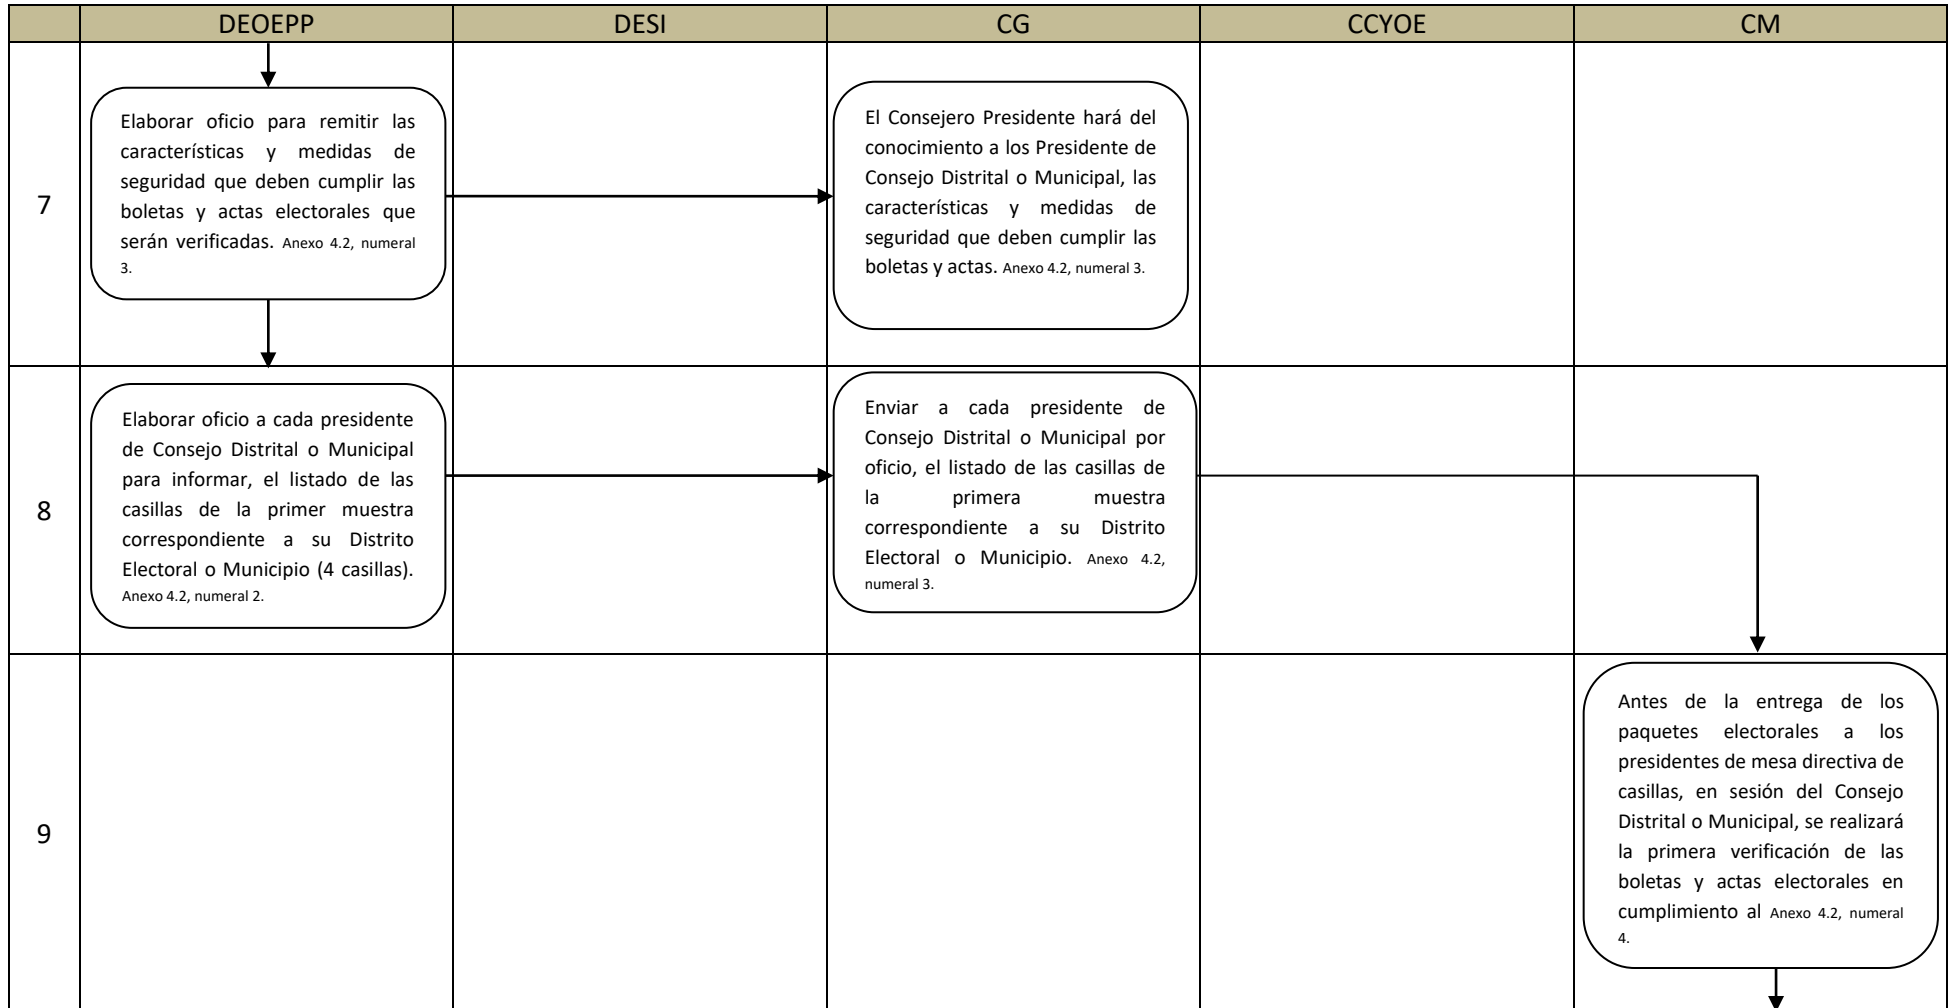 DEOEPP DESI CG CCYOE CM
7
Elaborar oficio para remitir las
características y medidas de
seguridad que deben cumplir las
boletas y actas electorales que
serán verificadas. Anexo 4.2, numeral
3.
El Consejero Presidente hará del
conocimiento a los Presidente de
Consejo Distrital o Municipal, las
características y medidas de
seguridad que deben cumplir las
boletas y actas. Anexo 4.2, numeral 3.
8
Elaborar oficio a cada presidente
de Consejo Distrital o Municipal
para informar, el listado de las
casillas de la primer muestra
correspondiente a su Distrito
Electoral o Municipio (4 casillas).
Anexo 4.2, numeral 2.
Enviar a cada presidente de
Consejo Distrital o Municipal por
oficio, el listado de las casillas de
la primera muestra
correspondiente a su Distrito
Electoral o Municipio. Anexo 4.2,
numeral 3.
9
Antes de la entrega de los
paquetes electorales a los
presidentes de mesa directiva de
casillas, en sesión del Consejo
Distrital o Municipal, se realizará
la primera verificación de las
boletas y actas electorales en
cumplimiento al Anexo 4.2, numeral
4.